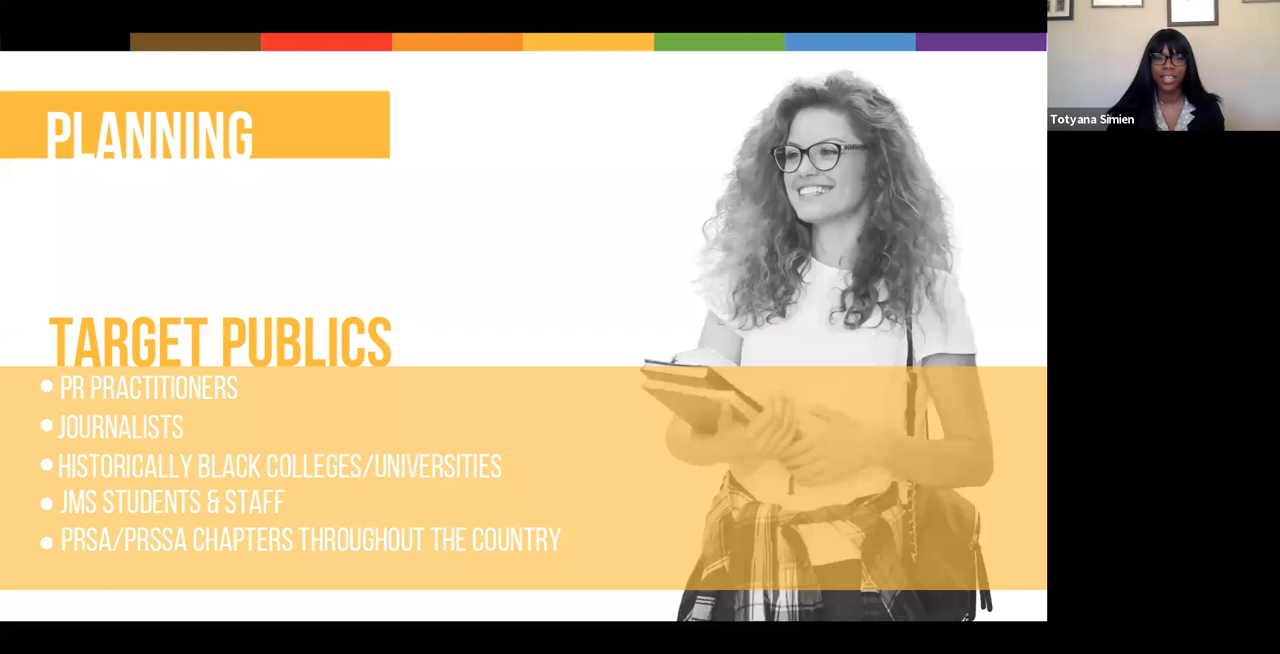 PLANNING
TARGET PUBLICS
PR PRACTITIONERS
JOURNALISTS
HISTORICALLY BLACK COLLEGES/UNIVERSITIES
JMS STUDENTS & STAFF
PRSA/PRSSA CHAPTERS THROUGHOUT THE COUNTRY
Totyana Simien